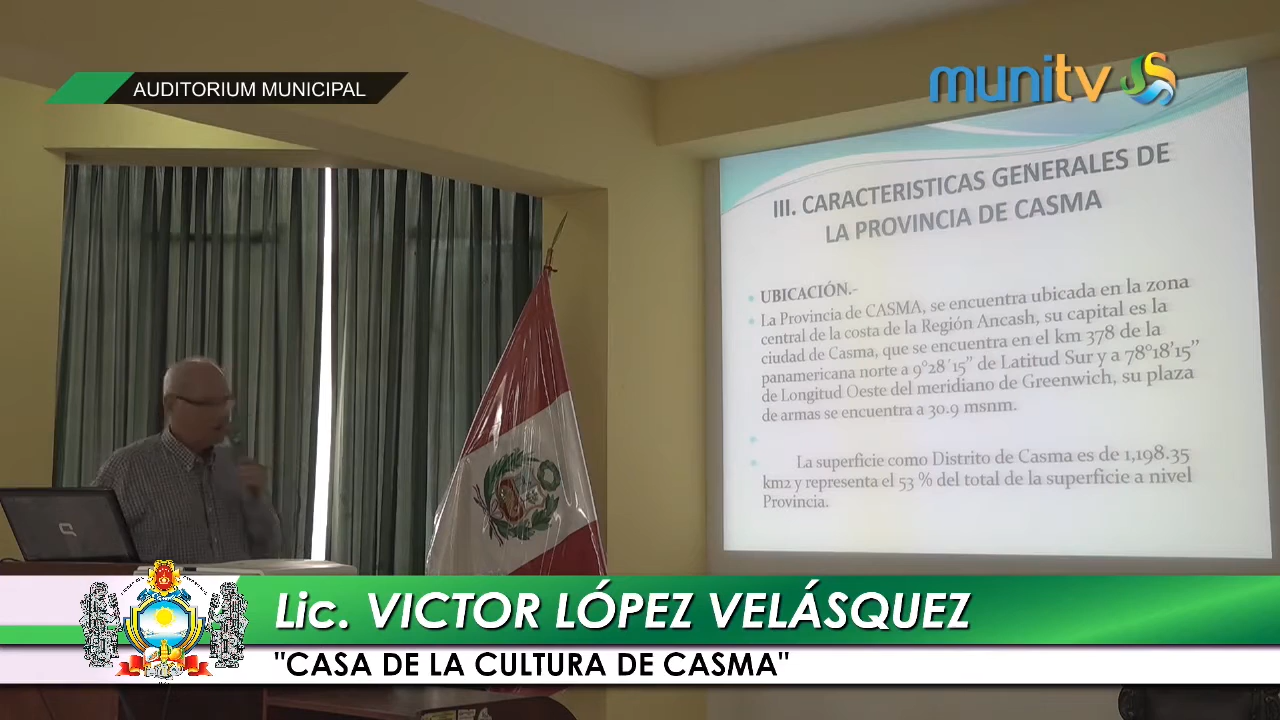 AUDITORIUM MUNICIPAL
munitv
III. CARACTERISTICAS GENERALES DE
LA PROVINCIA DE CASMA
UBICACIÓN.-
La Provincia de CASMA, se encuentra ubicada en la zona
central de la costa de la Región Ancash, su capital es la
ciudad de Casma, que se encuentra en el km 378 de la
panamericana norte a 9°28´15” de Latitud Sur y a 78°18’15”
de Longitud Oeste del meridiano de Greenwich, su plaza
de armas se encuentra a 30.9 msnm.
La superficie como Distrito de Casma es de 1,198.35
km2 y representa el 53 % del total de la superficie a nivel
Provincia.
Lic. VICTOR LÓPEZ VELÁSQUEZ
"CASA DE LA CULTURA DE CASMA"